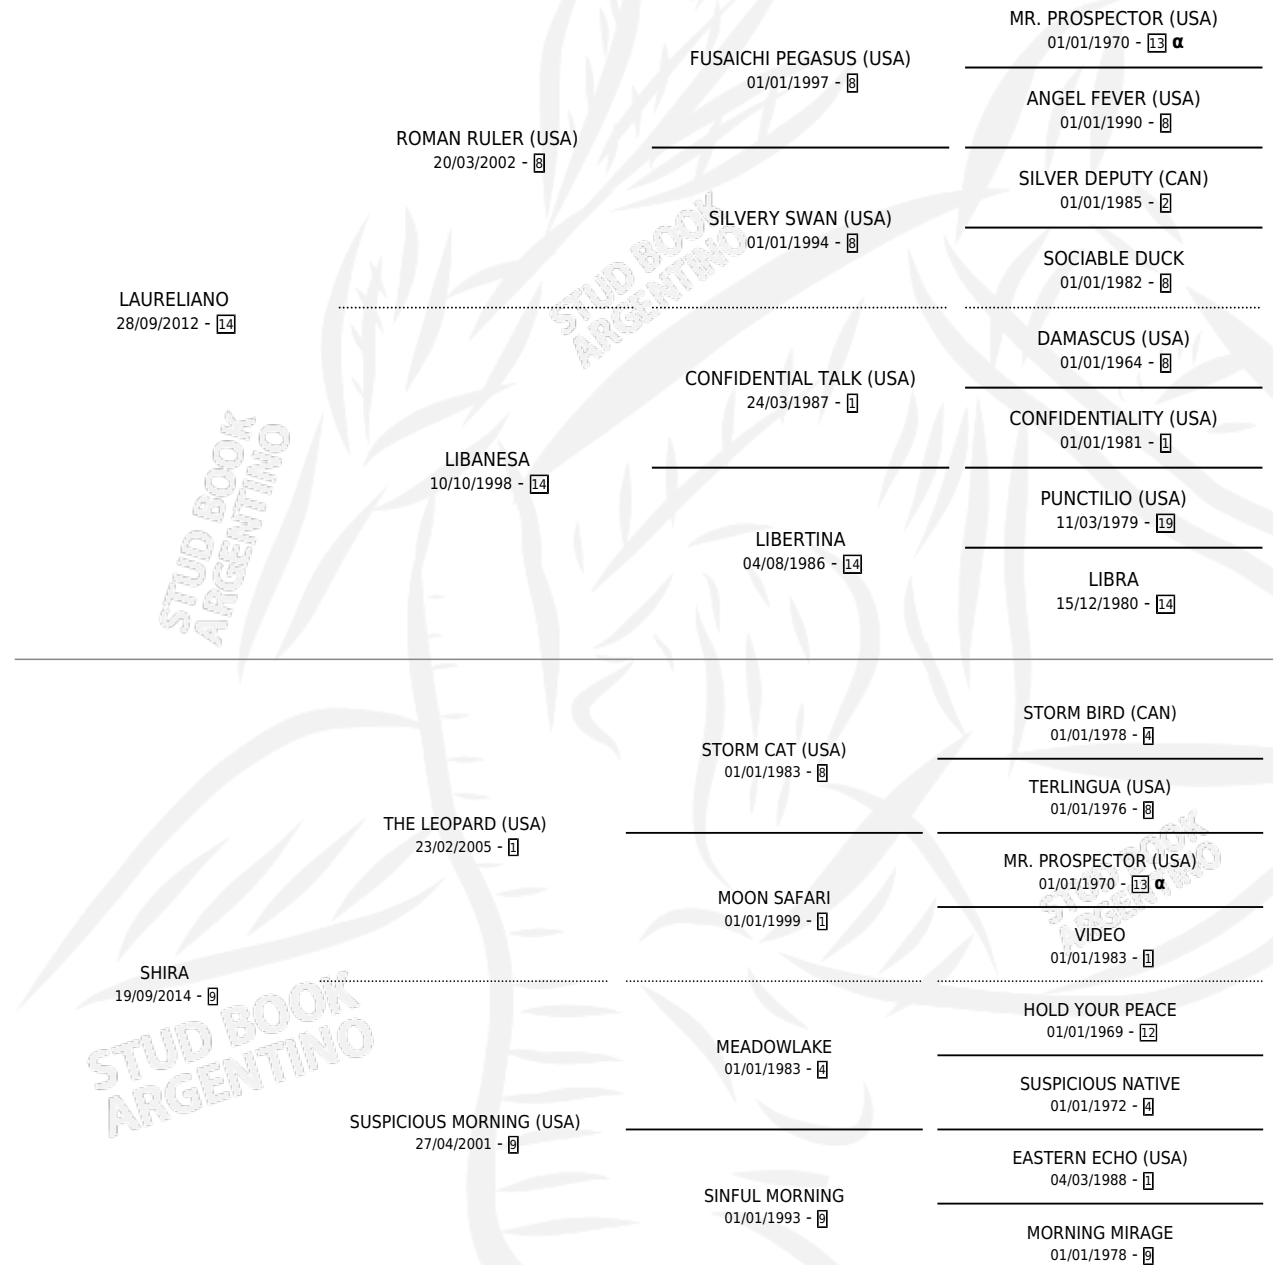 MR. PROSPECTOR (USA)
01/01/1970 - 13 α
FUSAICHI PEGASUS (USA)
01/01/1997 - 8
ANGEL FEVER (USA)
01/01/1990 - 8
ROMAN RULER (USA)
20/03/2002 - 8
SILVER DEPUTY (CAN)
01/01/1985 - 2
SILVERY SWAN (USA)
01/01/1994 - 8
SOCIABLE DUCK
01/01/1982 - 8
LAURELIANO
28/09/2012 - 14
DAMASCUS (USA)
01/01/1964 - 8
CONFIDENTIAL TALK (USA)
24/03/1987 - 1
CONFIDENTIALITY (USA)
01/01/1981 - 1
LIBANESA
10/10/1998 - 14
PUNCTILIO (USA)
11/03/1979 - 19
LIBERTINA
04/08/1986 - 14
LIBRA
15/12/1980 - 14
STORM BIRD (CAN)
01/01/1978 - 4
STORM CAT (USA)
01/01/1983 - 8
TERLINGUA (USA)
01/01/1976 - 8
THE LEOPARD (USA)
23/02/2005 - 1
MR. PROSPECTOR (USA)
01/01/1970 - 13 α
MOON SAFARI
01/01/1999 - 1
VIDEO
01/01/1983 - 1
SHIRA
19/09/2014 - 9
HOLD YOUR PEACE
01/01/1969 - 12
MEADOWLAKE
01/01/1983 - 4
SUSPICIOUS NATIVE
01/01/1972 - 4
SUSPICIOUS MORNING (USA)
27/04/2001 - 9
EASTERN ECHO (USA)
04/03/1988 - 1
SINFUL MORNING
01/01/1993 - 9
MORNING MIRAGE
01/01/1978 - 9
STUD BOOK
ARGENTINO
STUD BOOK
ARGENTINO
STUD BOOK
ARGENTINO
STUD BOOK
ARGENTINO